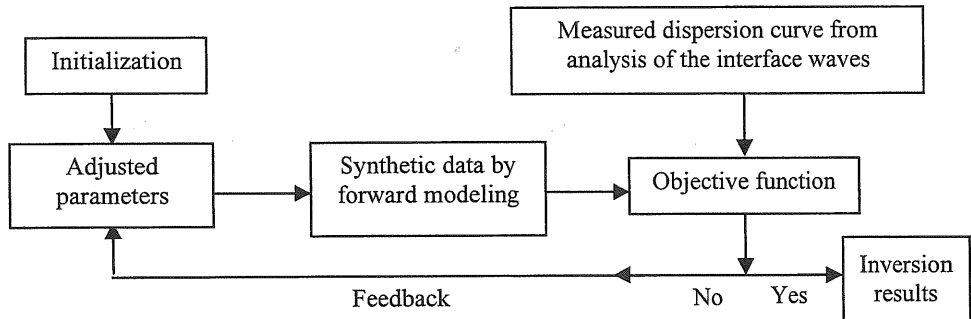 Initialization
Measured dispersion curve from
analysis of the interface waves
Adjusted
parameters
Synthetic data by
forward modeling
Objective function
Feedback
No
Yes
Inversion
results